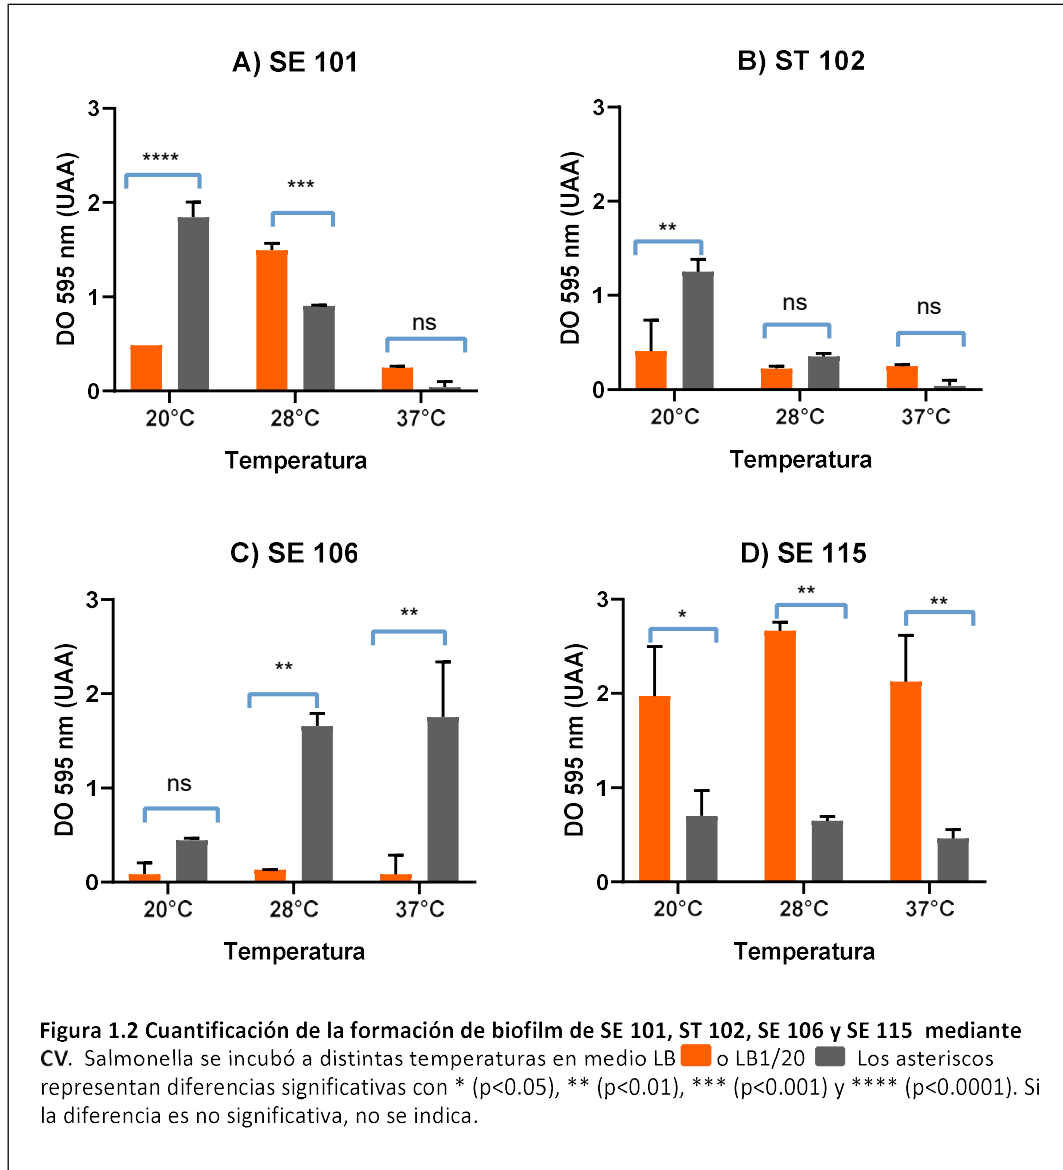 A) SE 101
B) ST 102
3
2
1
0
DO 595 nm (UAA)
****
***
ns
20°C
28°C
37°C
Temperatura
3
2
1
0
DO 595 nm (UAA)
**
ns
ns
20°C
28°C
37°C
Temperatura
C) SE 106
D) SE 115
3
2
1
0
DO 595 nm (UAA)
ns
**
**
20°C
28°C
37°C
Temperatura
3
2
1
0
DO 595 nm (UAA)
*
**
**
20°C
28°C
37°C
Temperatura
Figura 1.2 Cuantificación de la formación de biofilm de SE 101, ST 102, SE 106 y SE 115 mediante
CV. Salmonella se incubó a distintas temperaturas en medio LB o LB1/20 Los asteriscos
representan diferencias significativas con * (p<0.05), ** (p<0.01), *** (p<0.001) y **** (p<0.0001). Si
la diferencia es no significativa, no se indica.